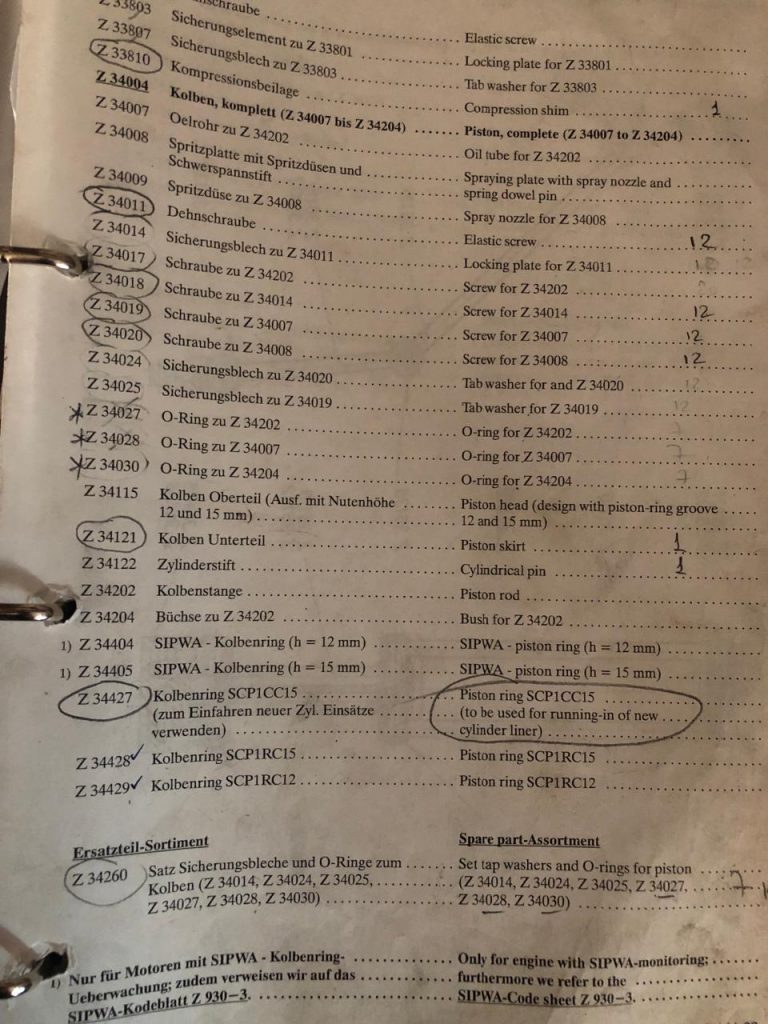 nschraube ........ Elastic screw ........
Z 33803 Sicherungselement zu Z 33801 ........ Locking plate for Z 33801 ........
Z 33807 Sicherungsblech zu Z 33803 ........ Tab washer for Z 33803 ........
Z 33810 Kompressionsbeilage ........ Compression shim ........ 1
Z 34004 Kolben, komplett (Z 34007 bis Z 34204) ........ Piston, complete (Z 34007 to Z 34204) ........
Z 34007 Oelrohr zu Z 34202 ........ Oil tube for Z 34202 ........
Z 34008 Spritzplatte mit Spritzdüsen und ........ Spraying plate with spray nozzle and ........
Schwerspannstift ........ spring dowel pin ........
Z 34009 Spritzdüse zu Z 34008 ........ Spray nozzle for Z 34008 ........
Z 34011 Dehnschraube ........ Elastic screw ........ 12
Z 34014 Sicherungsblech zu Z 34011 ........ Locking plate for Z 34011 ........
Z 34017 Schraube zu Z 34202 ........ Screw for Z 34202 ........
Z 34018 Schraube zu Z 34014 ........ Screw for Z 34014 ........ 12
Z 34019 Schraube zu Z 34007 ........ Screw for Z 34007 ........ 12
Z 34020 Schraube zu Z 34008 ........ Screw for Z 34008 ........ 12
Z 34024 Sicherungsblech zu Z 34020 ........ Tab washer for and Z 34020 ........ 12
Z 34025 Sicherungsblech zu Z 34019 ........ Tab washer for Z 34019 ........ 12
* Z 34027 O-Ring zu Z 34202 ........ O-ring for Z 34202 ........ 7
* Z 34028 O-Ring zu Z 34007 ........ O-ring for Z 34007 ........ 7
* Z 34030 O-Ring zu Z 34204 ........ O-ring for Z 34204 ........ 7
Z 34115 Kolben Oberteil (Ausf. mit Nutenhöhe ........ Piston head (design with piston-ring groove ........
12 und 15 mm) ........ 12 and 15 mm) ........
Z 34121 Kolben Unterteil ........ Piston skirt ........ 1
Z 34122 Zylinderstift ........ Cylindrical pin ........ 1
Z 34202 Kolbenstange ........ Piston rod ........
Z 34204 Büchse zu Z 34202 ........ Bush for Z 34202 ........
1) Z 34404 SIPWA - Kolbenring (h = 12 mm) ........ SIPWA - piston ring (h = 12 mm) ........
1) Z 34405 SIPWA - Kolbenring (h = 15 mm) ........ SIPWA - piston ring (h = 15 mm) ........
Z 34427 Kolbenring SCP1CC15 ........ Piston ring SCP1CC15 ........
(zum Einfahren neuer Zyl. Einsätze ........ (to be used for running-in of new ........
verwenden) ........ cylinder liner) ........
Z 34428 ✓ Kolbenring SCP1RC15 ........ Piston ring SCP1RC15 ........
Z 34429 ✓ Kolbenring SCP1RC12 ........ Piston ring SCP1RC12 ........
Ersatzteil-Sortiment Spare part-Assortment
Z 34260 Satz Sicherungsbleche und O-Ringe zum ........ Set tap washers and O-rings for piston ........
Kolben (Z 34014, Z 34024, Z 34025, ........ (Z 34014, Z 34024, Z 34025, Z 34027, ........ 7
Z 34027, Z 34028, Z 34030) ........ Z 34028, Z 34030) ........
1) Nur für Motoren mit SIPWA - Kolbenring- ........ Only for engine with SIPWA-monitoring; ........
Ueberwachung; zudem verweisen wir auf das ........ furthermore we refer to the ........
SIPWA-Kodeblatt Z 930–3. ........ SIPWA-Code sheet Z 930–3. ........